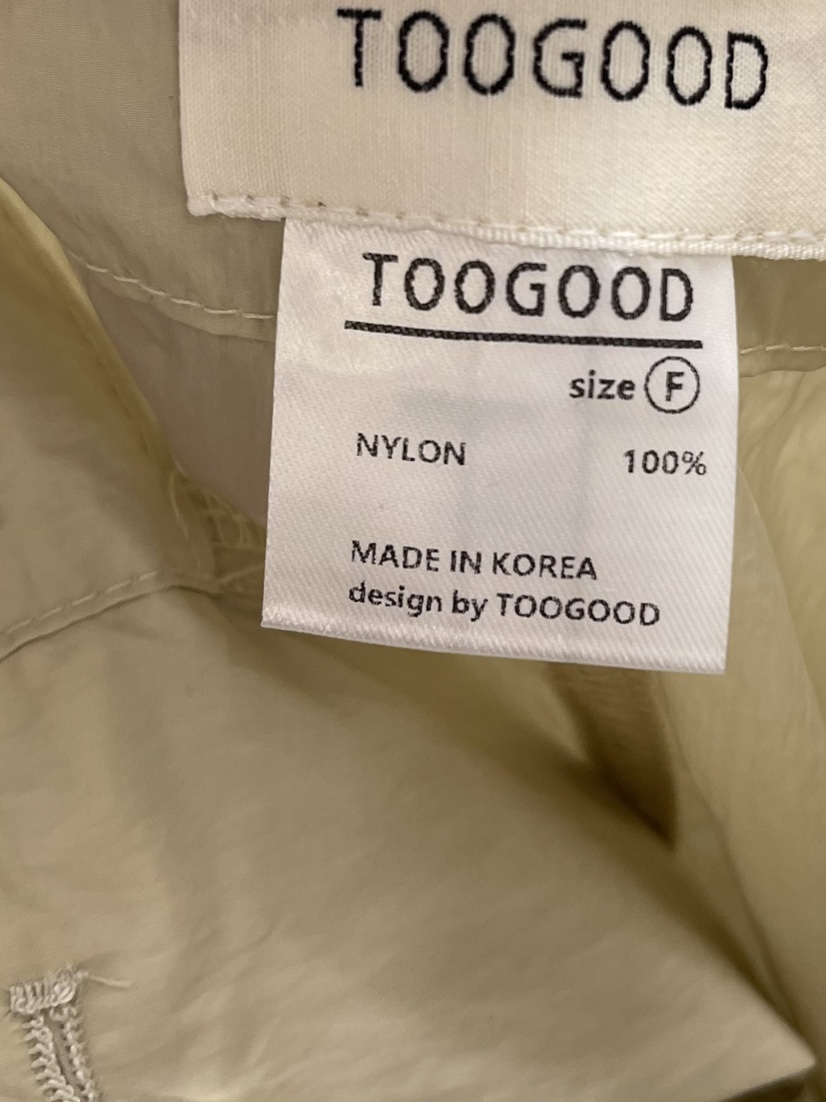 TOOGOOD
TOOGOOD
size F
NYLON 100%
MADE IN KOREA
design by TOOGOOD